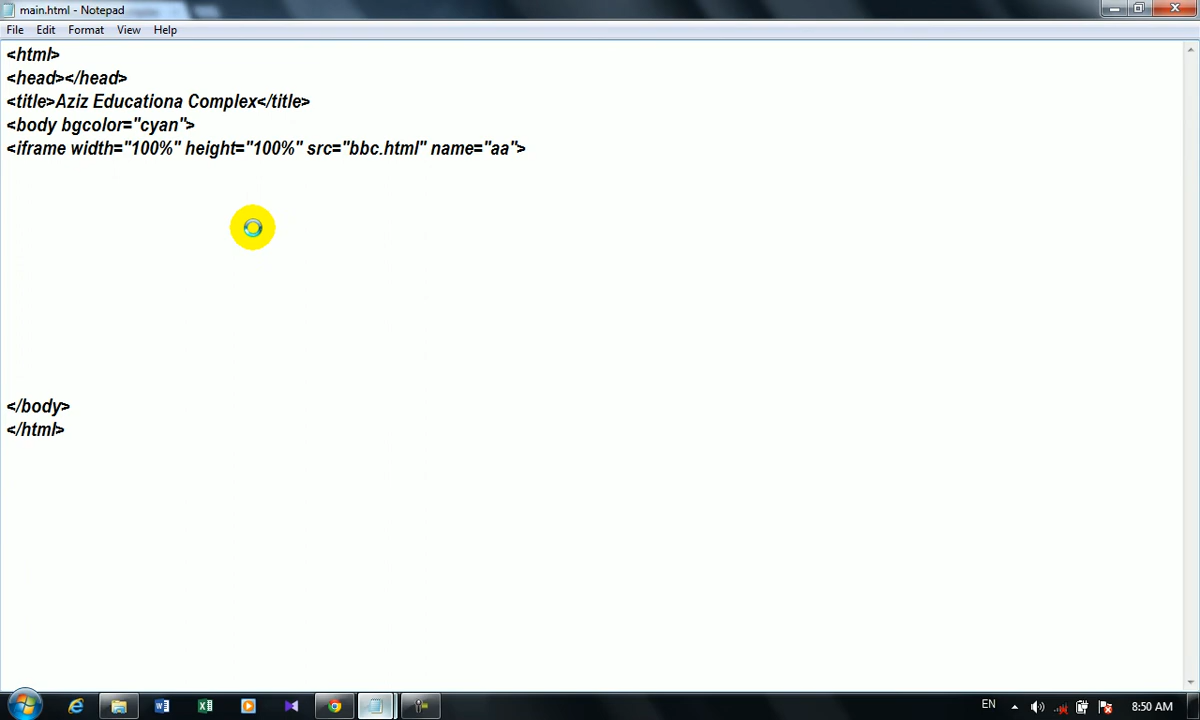 main.html - Notepad
File Edit Format View Help
<html>
<head></head>
<title>Aziz Educationa Complex</title>
<body bgcolor="cyan">
<iframe width="100%" height="100%" src="bbc.html" name="aa">
</body>
</html>
EN 8:50 AM